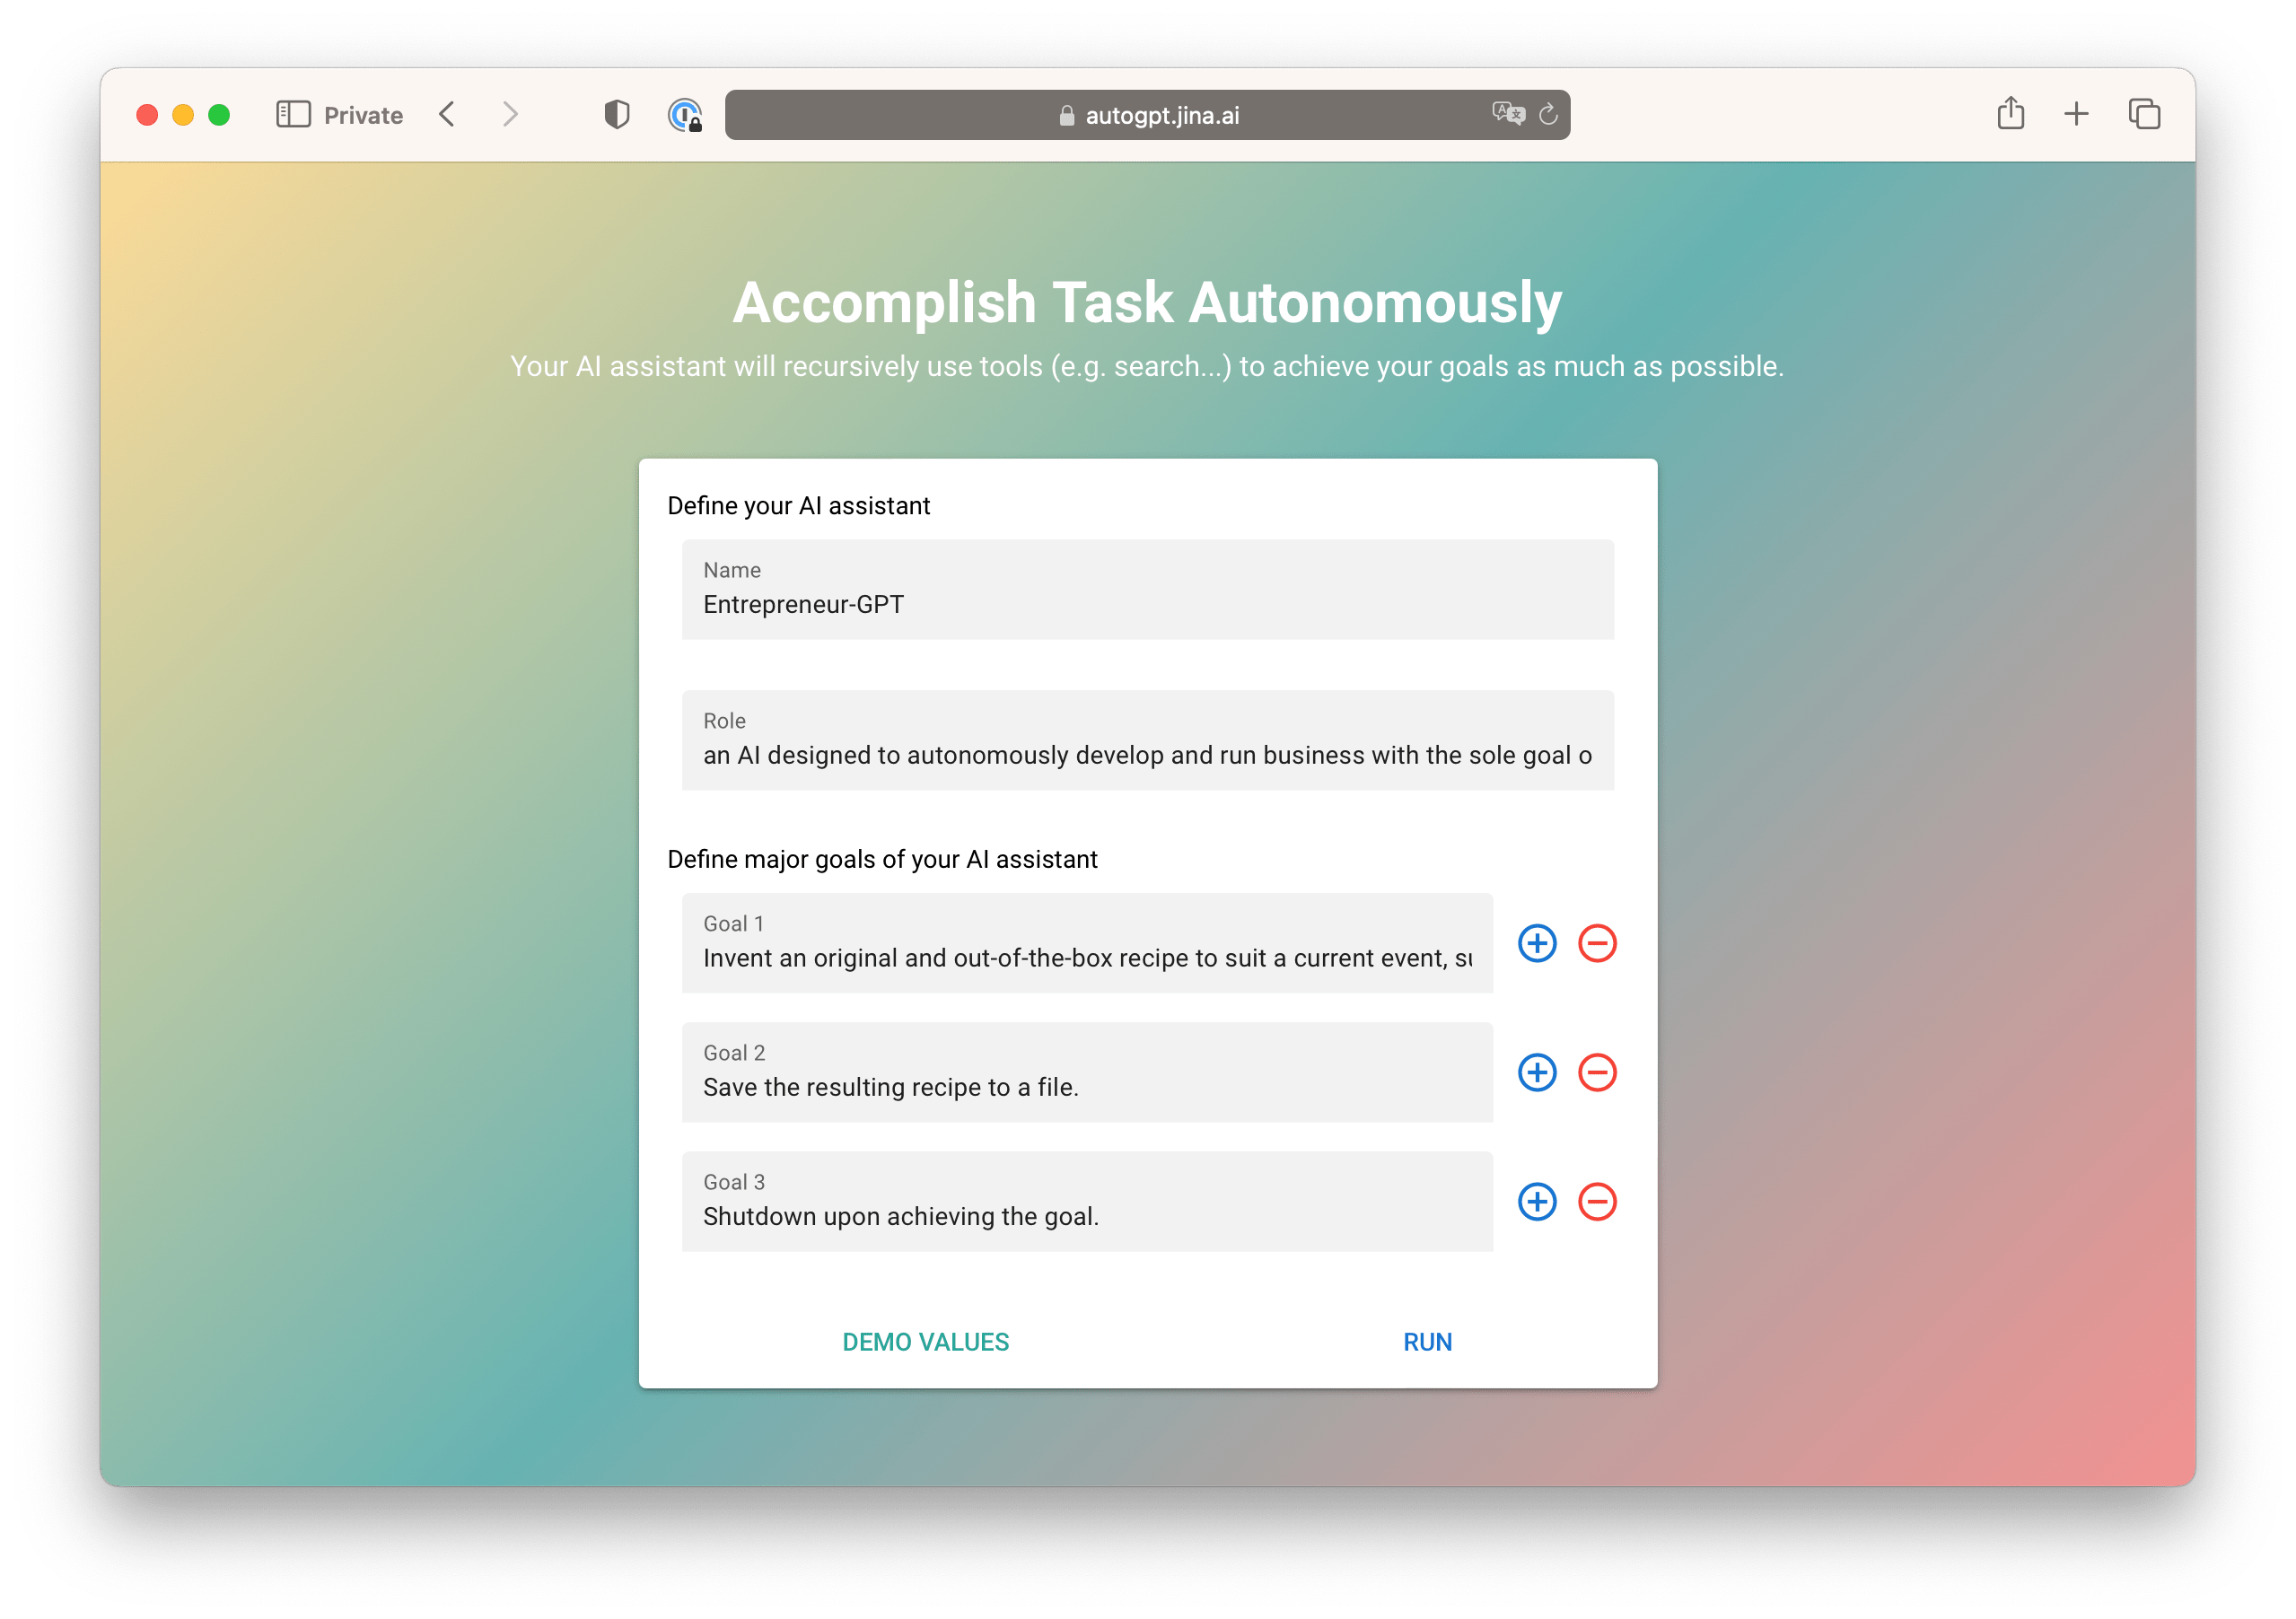 Private
autogpt.jina.ai
Accomplish Task Autonomously
Your AI assistant will recursively use tools (e.g. search...) to achieve your goals as much as possible.
Define your AI assistant
Name
Entrepreneur-GPT
Role
an AI designed to autonomously develop and run business with the sole goal o
Define major goals of your AI assistant
Goal 1
Invent an original and out-of-the-box recipe to suit a current event,
Goal 2
Save the resulting recipe to a file.
Goal 3
Shutdown upon achieving the goal.
DEMO VALUES
RUN